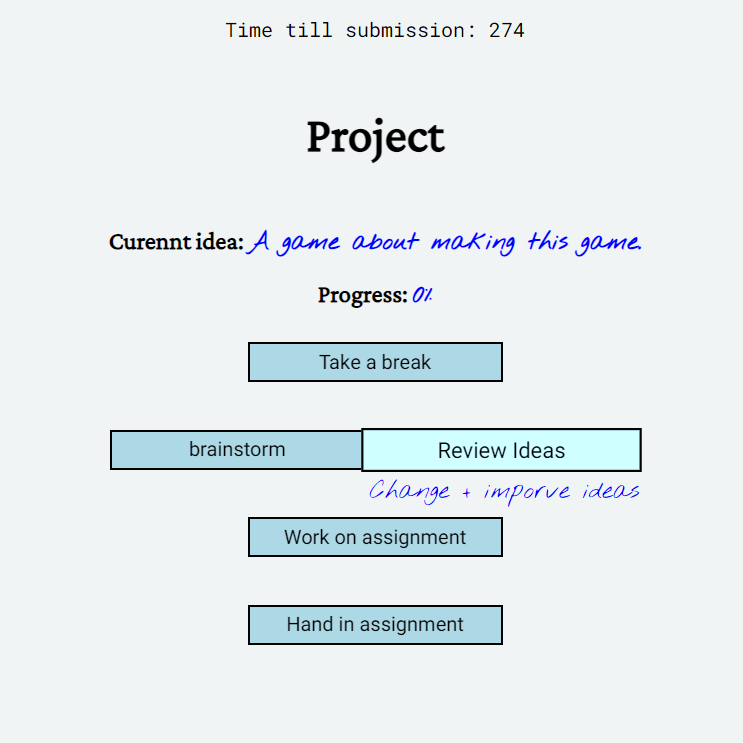 Time till submission: 274
Project
Curennt idea: A game about making this game.
Progress: 0%
Take a break
brainstorm Review Ideas
Change + imporve ideas
Work on assignment
Hand in assignment